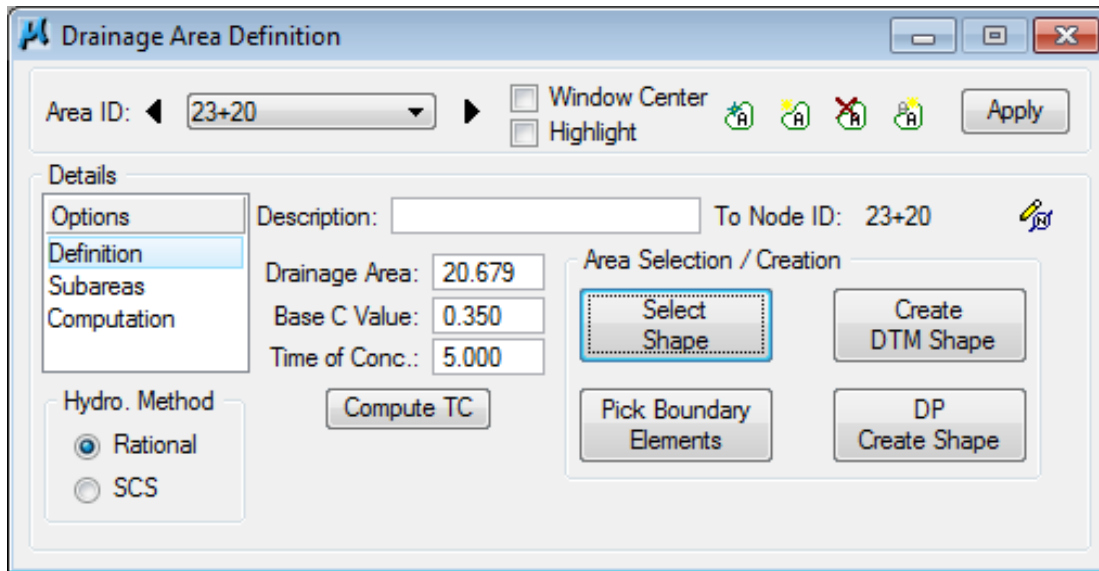 Drainage Area Definition
Area ID: 23+20
Window Center
Highlight
Apply
Details
Options
Definition
Subareas
Computation
Description:
To Node ID: 23+20
Drainage Area: 20.679
Base C Value: 0.350
Time of Conc.: 5.000
Compute TC
Area Selection / Creation
Select
Shape
Create
DTM Shape
Pick Boundary
Elements
DP
Create Shape
Hydro. Method
Rational
SCS